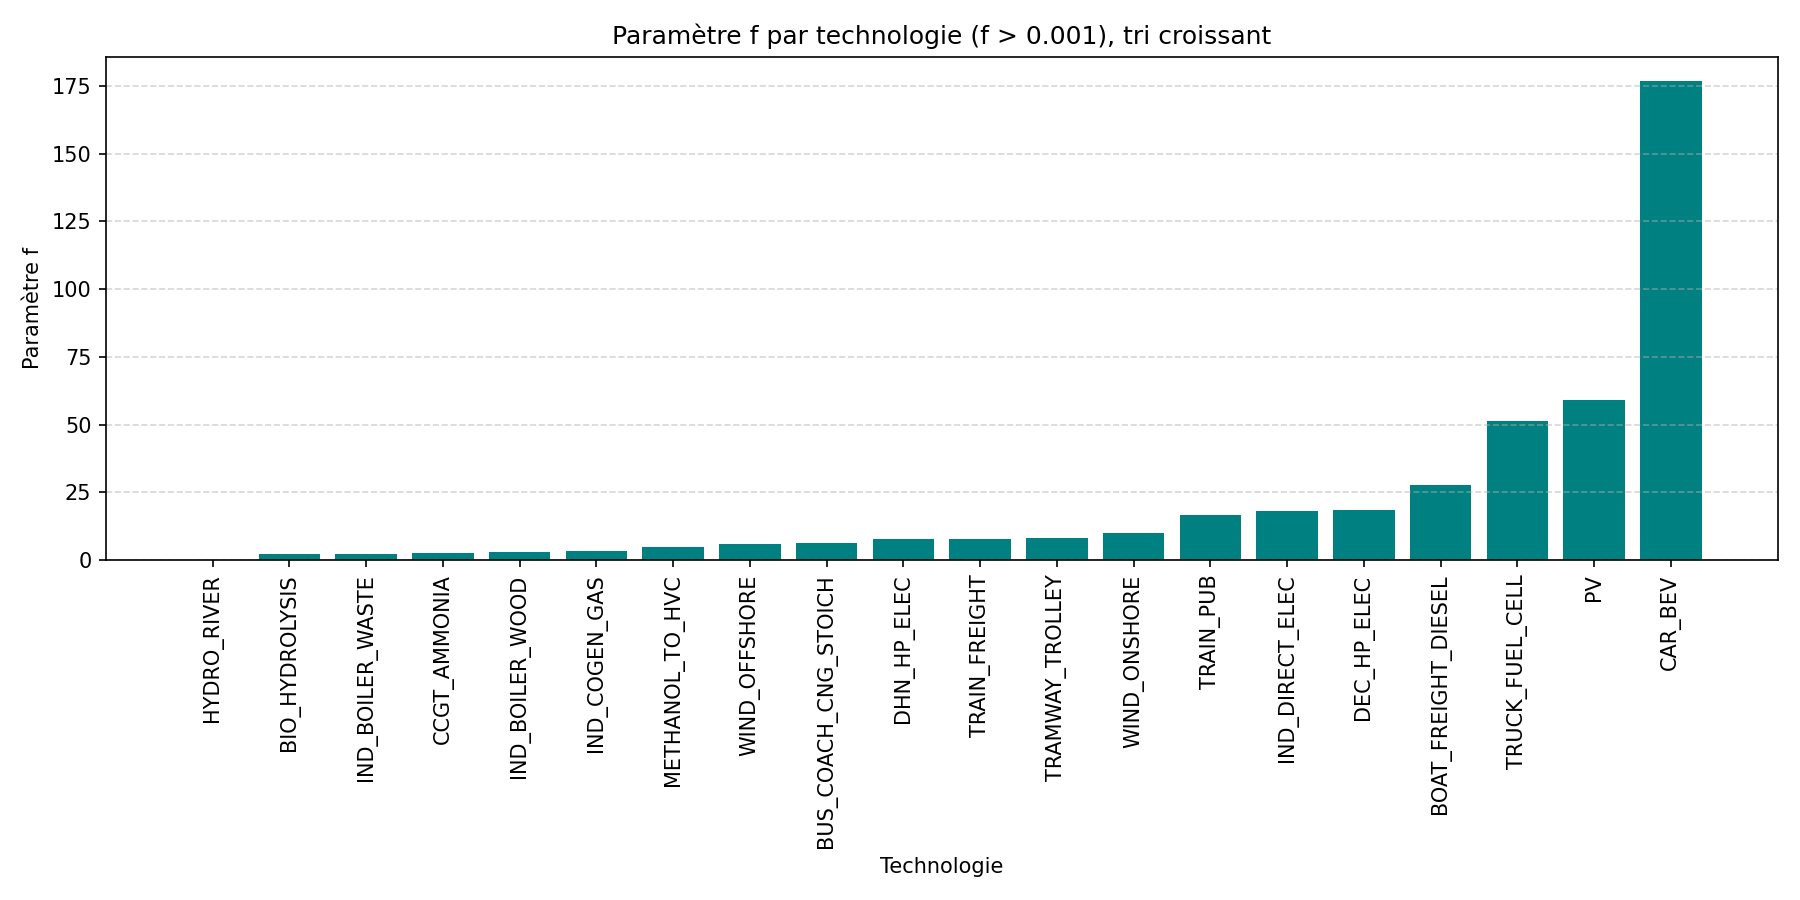 Paramètre f par technologie (f > 0.001), tri croissant
Paramètre f
175
150
125
100
75
50
25
0
HYDRO_RIVER
BIO_HYDROLYSIS
IND_BOILER_WASTE
CCGT_AMMONIA
IND_BOILER_WOOD
IND_COGEN_GAS
METHANOL_TO_HVC
WIND_OFFSHORE
BUS_COACH_CNG_STOICH
DHN_HP_ELEC
TRAIN_FREIGHT
TRAMWAY_TROLLEY
WIND_ONSHORE
TRAIN_PUB
IND_DIRECT_ELEC
DEC_HP_ELEC
BOAT_FREIGHT_DIESEL
TRUCK_FUEL_CELL
PV
CAR_BEV
Technologie